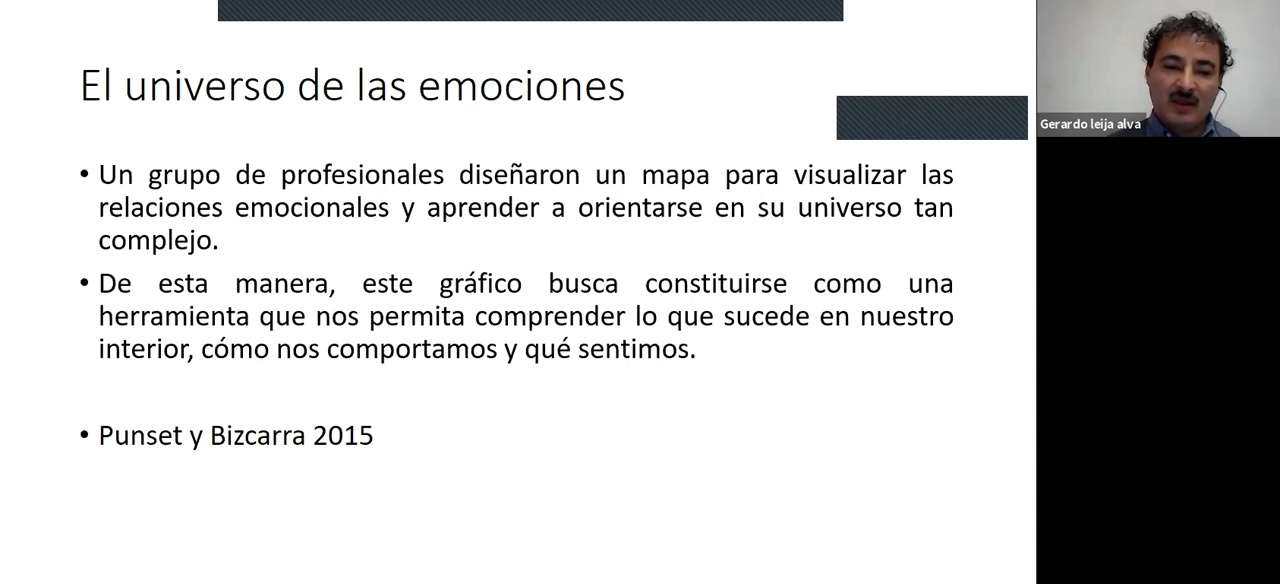 El universo de las emociones
• Un grupo de profesionales diseñaron un mapa para visualizar las
relaciones emocionales y aprender a orientarse en su universo tan
complejo.
• De esta manera, este gráfico busca constituirse como una
herramienta que nos permita comprender lo que sucede en nuestro
interior, cómo nos comportamos y qué sentimos.
• Punset y Bizcarra 2015
Gerardo leija alva